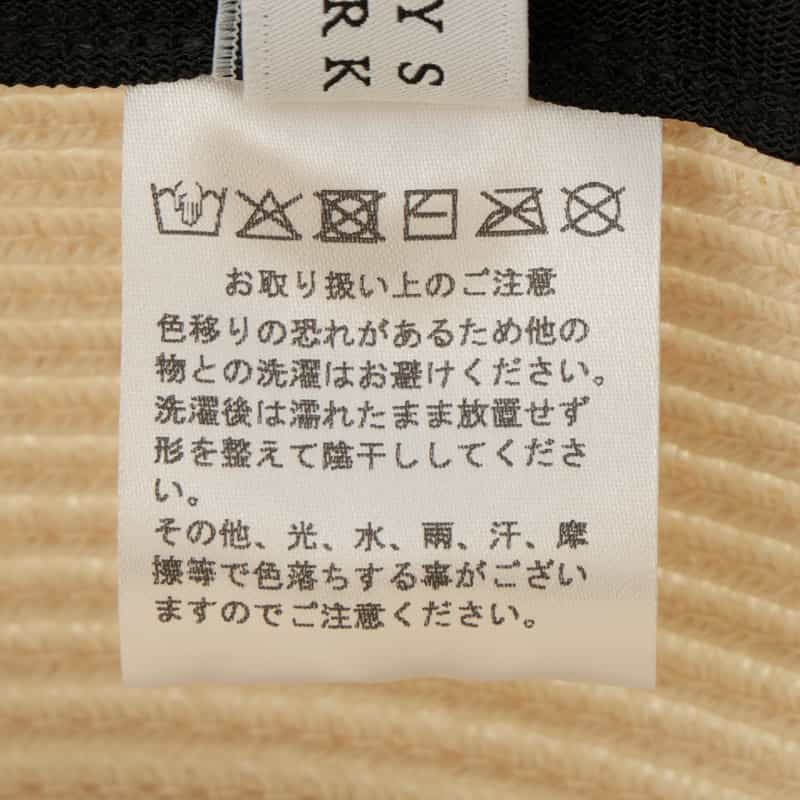 YS
RK
お取り扱い上のご注意
色移りの恐れがあるため他の
物との洗濯はお避けください。
洗濯後は濡れたまま放置せず
形を整えて陰干ししてくださ
い。
その他、光、水、雨、汗、摩
擦等で色落ちする事がござい
ますのでご注意ください。